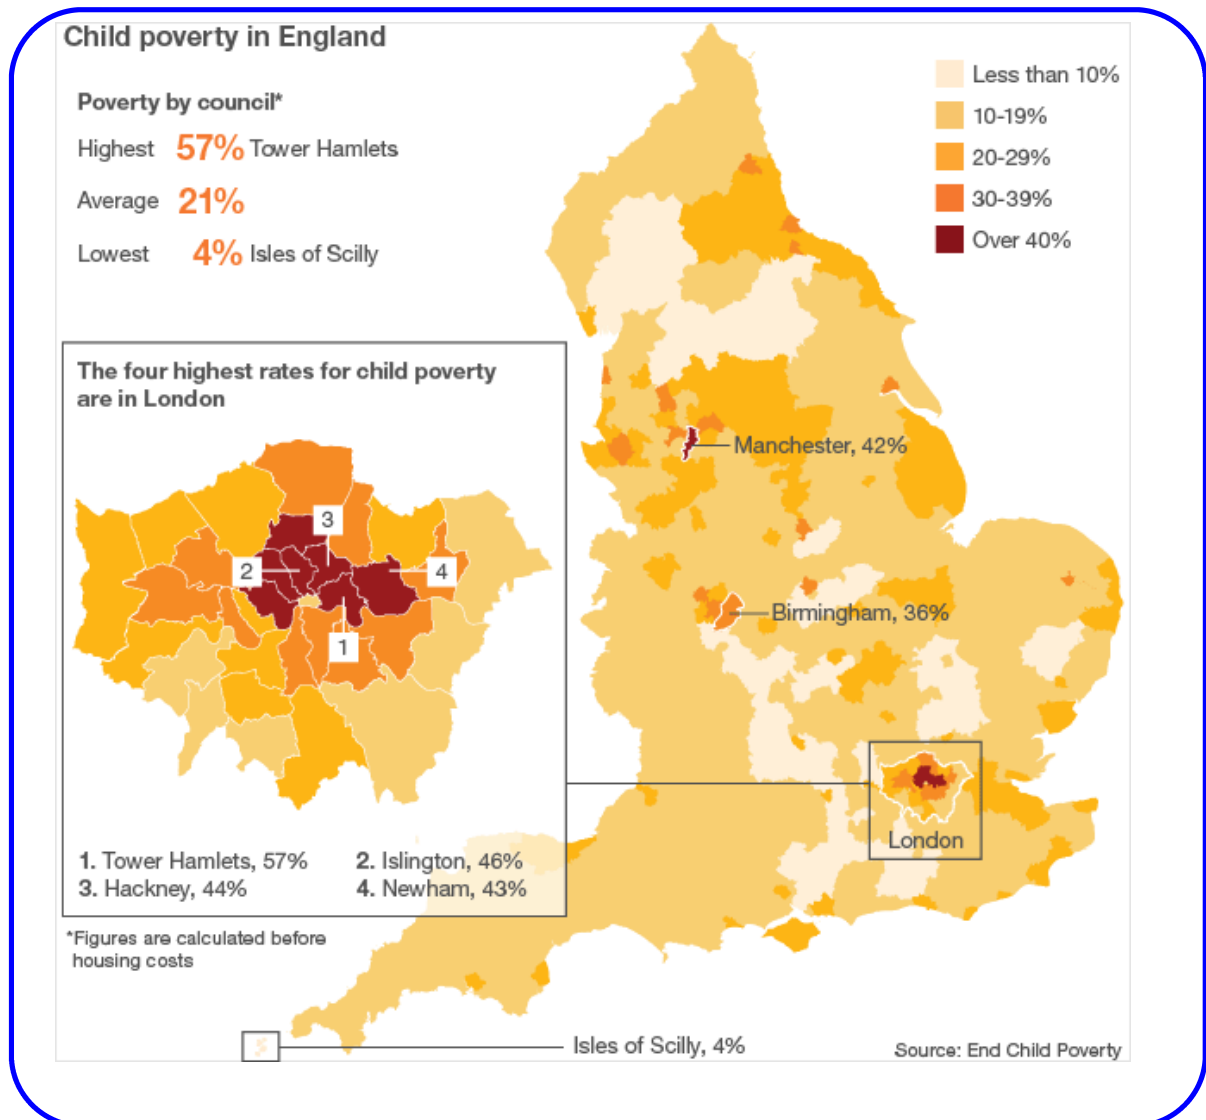 Child poverty in England
Poverty by council*
Highest 57% Tower Hamlets
Average 21%
Lowest 4% Isles of Scilly
Less than 10%
10-19%
20-29%
30-39%
Over 40%
The four highest rates for child poverty
are in London
3
2
4
1
1. Tower Hamlets, 57% 2. Islington, 46%
3. Hackney, 44% 4. Newham, 43%
Manchester, 42%
Birmingham, 36%
London
*Figures are calculated before
housing costs
Isles of Scilly, 4%
Source: End Child Poverty